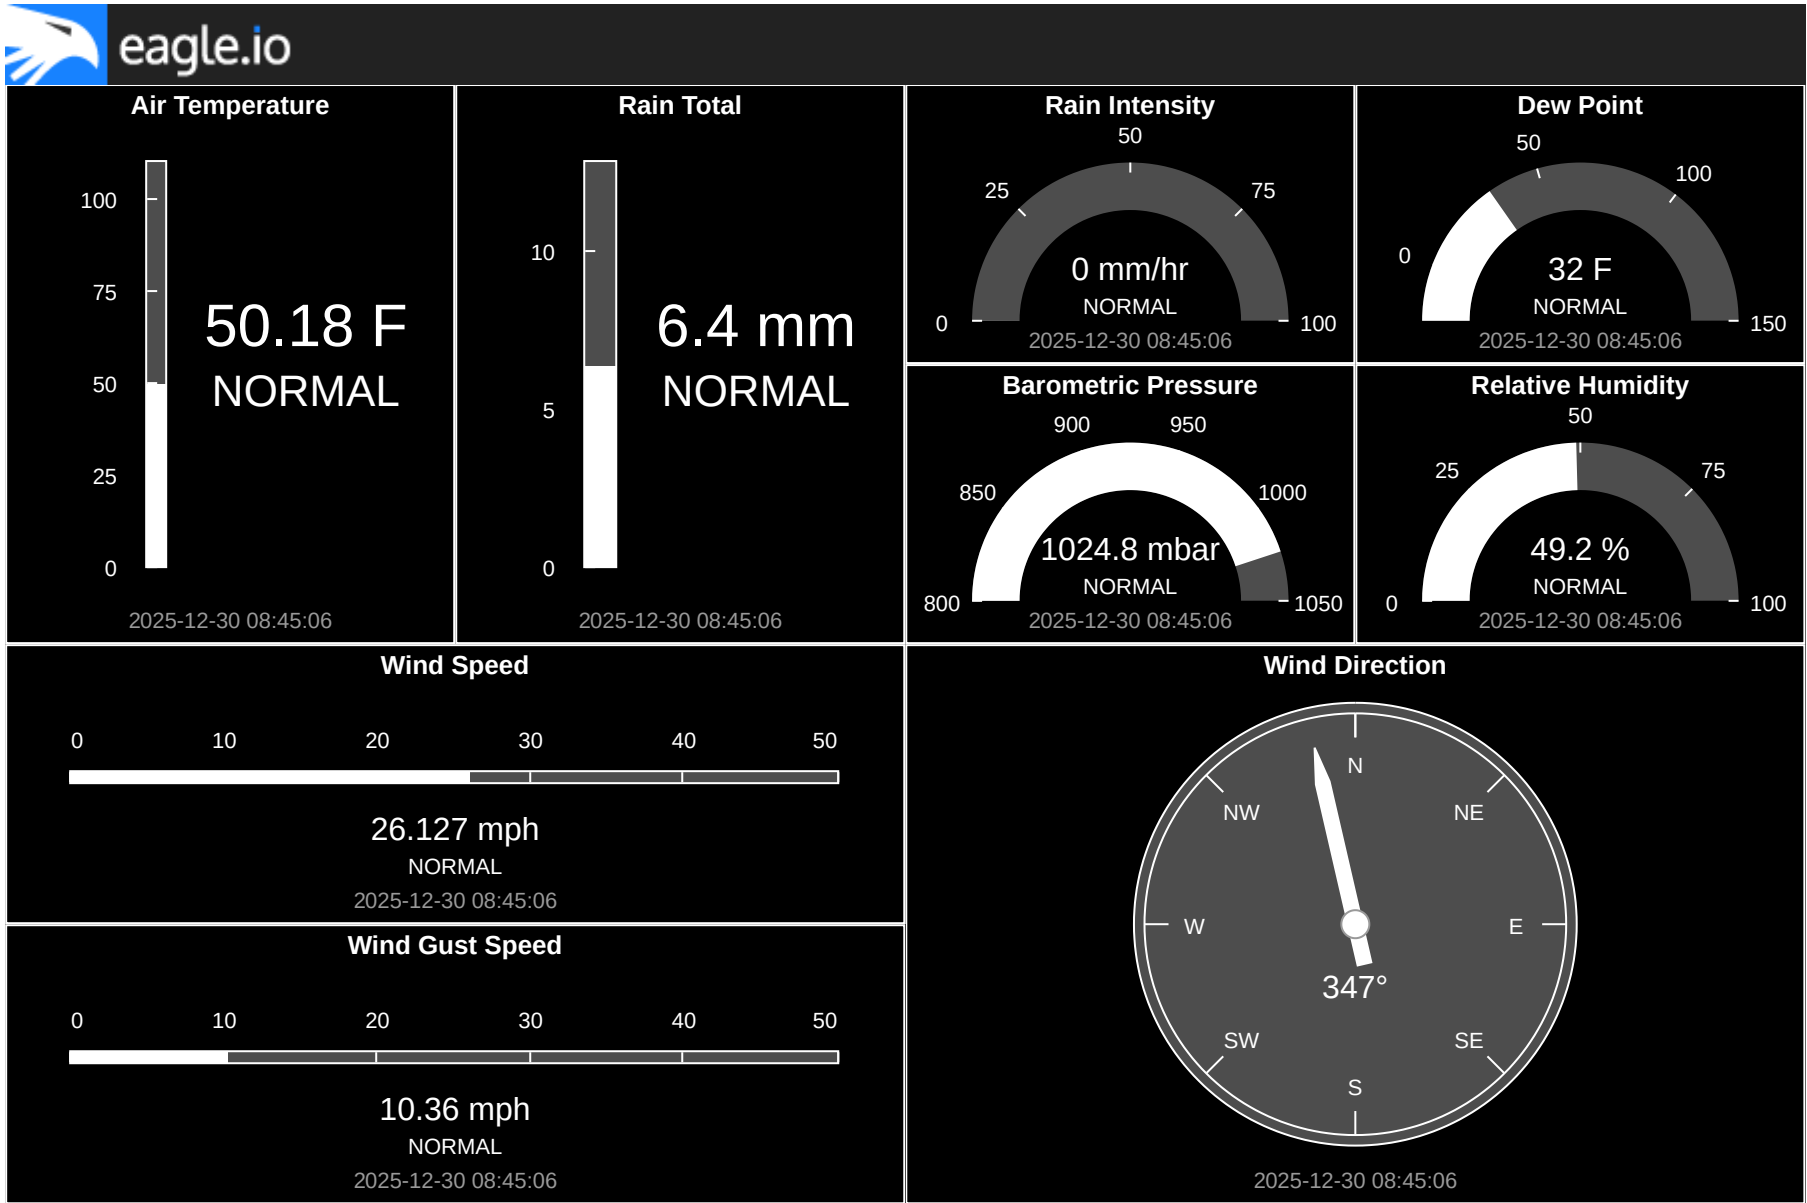 eagle.io
Air Temperature
100
75
50
25
0
50.18 F
NORMAL
2025-12-30 08:45:06
Rain Total
10
5
0
6.4 mm
NORMAL
2025-12-30 08:45:06
Rain Intensity
50
25
75
0
100
0 mm/hr
NORMAL
2025-12-30 08:45:06
Dew Point
50
100
0
150
32 F
NORMAL
2025-12-30 08:45:06
Barometric Pressure
900
950
850
1000
800
1050
1024.8 mbar
NORMAL
2025-12-30 08:45:06
Relative Humidity
50
25
75
0
100
49.2 %
NORMAL
2025-12-30 08:45:06
Wind Speed
0 10 20 30 40 50
26.127 mph
NORMAL
2025-12-30 08:45:06
Wind Gust Speed
0 10 20 30 40 50
10.36 mph
NORMAL
2025-12-30 08:45:06
Wind Direction
N
NW
NE
W
E
347°
SW
SE
S
2025-12-30 08:45:06